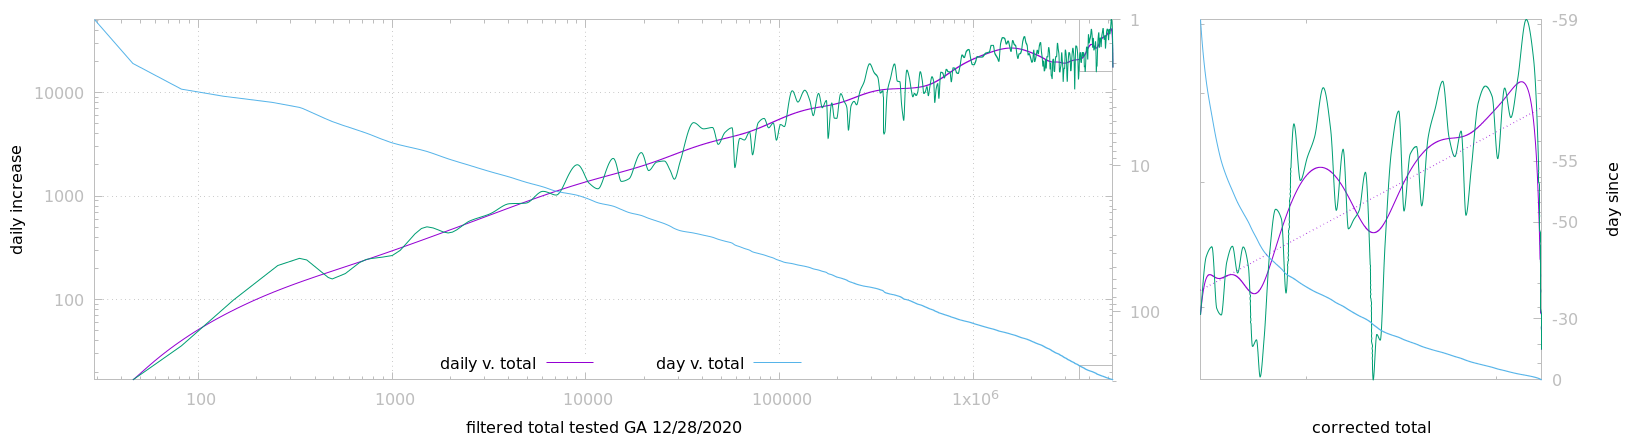 daily increase
10000
1000
100
100
1000
10000
100000
1x10⁶
1
10
100
daily v. total
day v. total
filtered total tested GA 12/28/2020
-59
-55
-50
-30
0
day since
corrected total